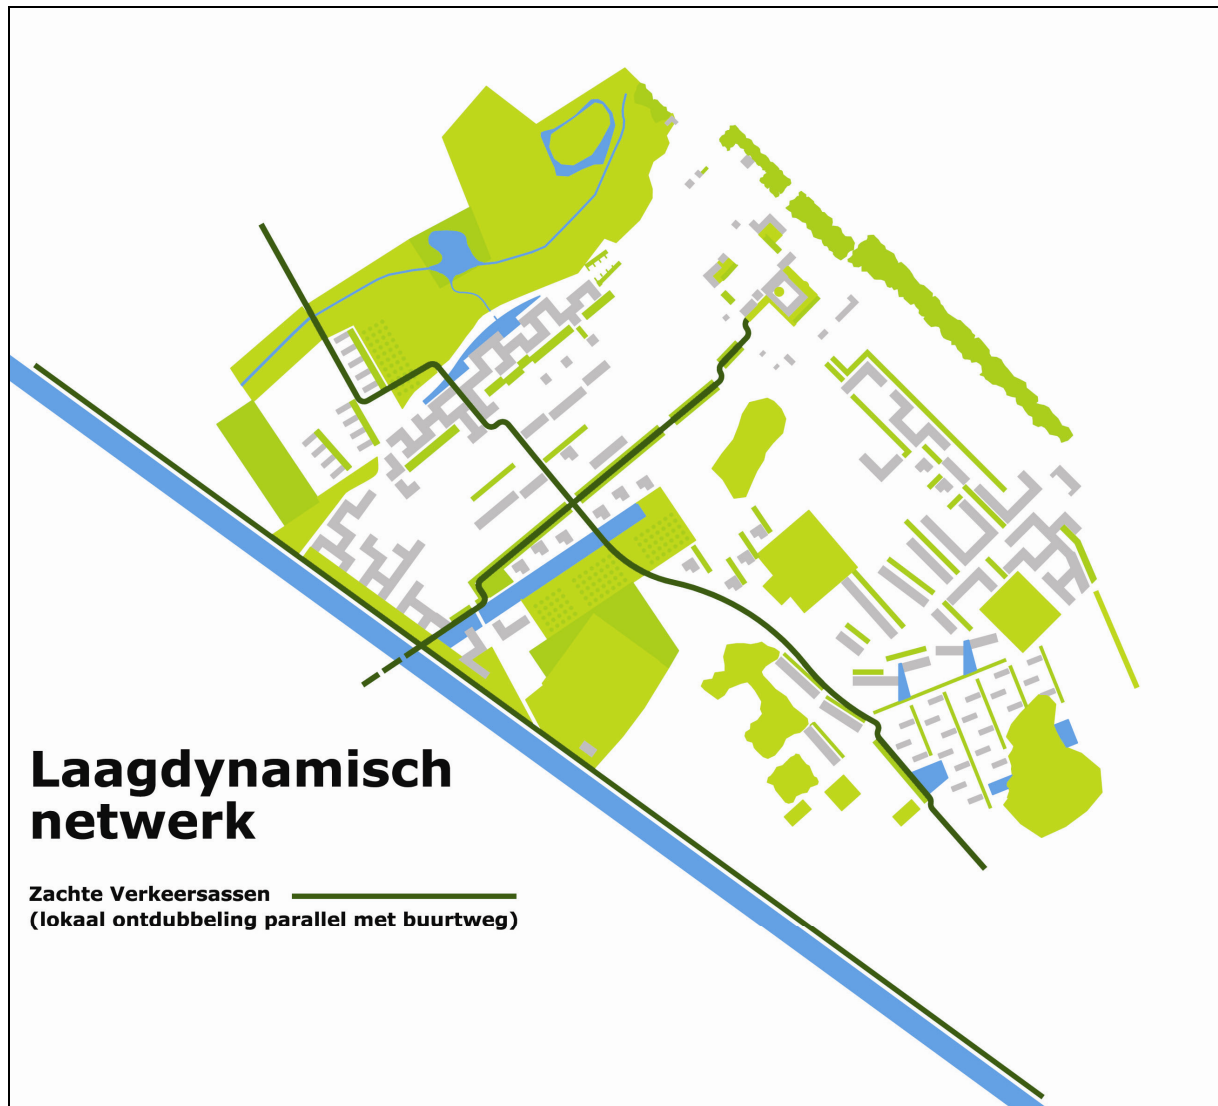 Laagdynamisch
netwerk
Zachte Verkeersassen
(lokaal ontdubbeling parallel met buurtweg)